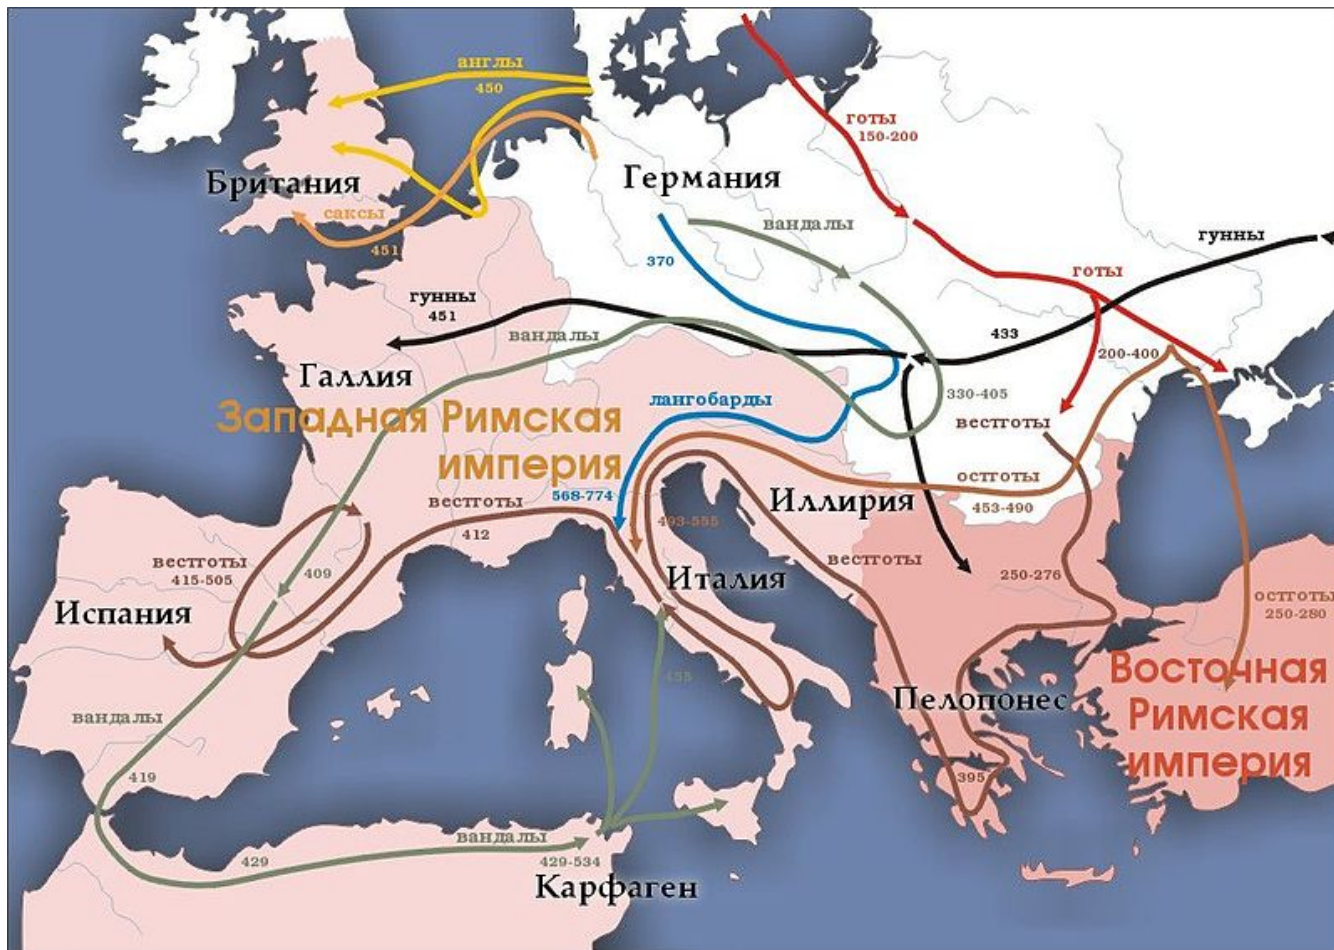 англы
450
готы
150-200
Британия
Германия
саксы
451
вандалы
гунны
370
готы
гунны
451
433
вандалы
200-400
Галлия
330-405
лангобарды
Западная Римская
империя
вестготы
остготы
453-490
568-774
вестготы
412
Иллирия
493-555
вестготы
415-505
409
вестготы
250-276
Италия
Испания
остготы
250-280
455
Восточная
Римская
империя
Пелопонес
вандалы
419
395
вандалы
429
429-534
Карфаген